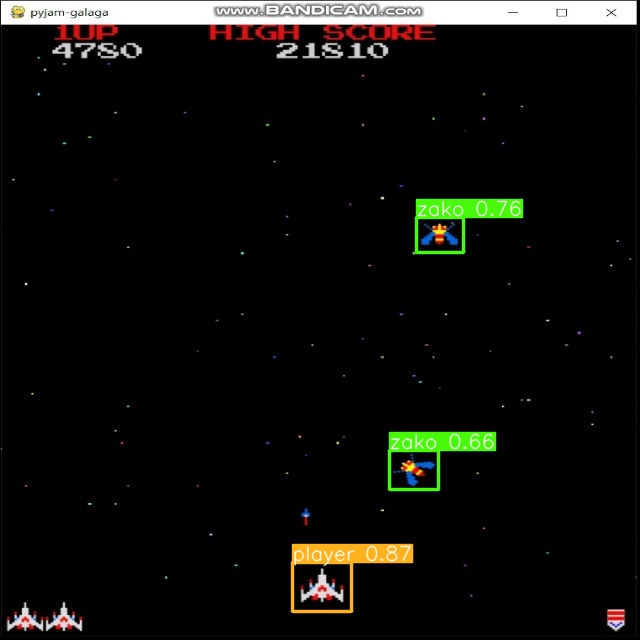 pyjam-galaga
www.BANDICAM.com
1UP HIGH SCORE
4780 21810
zako 0.76
zako 0.66
player 0.87